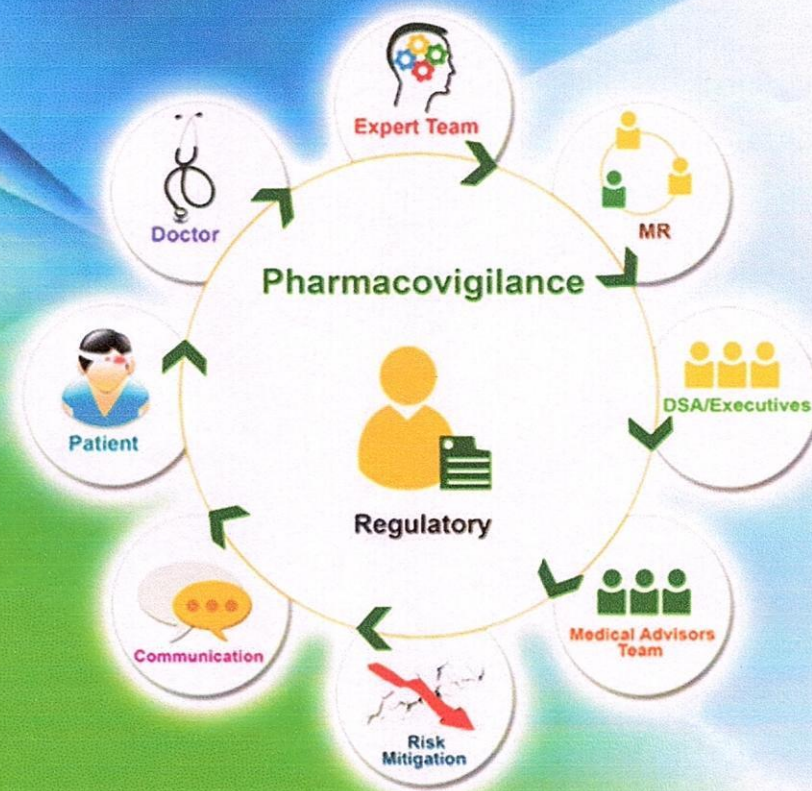 Expert Team
Doctor
MR
Pharmacovigilance
DSA/Executives
Patient
Regulatory
Medical Advisors
Team
Communication
Risk
Mitigation